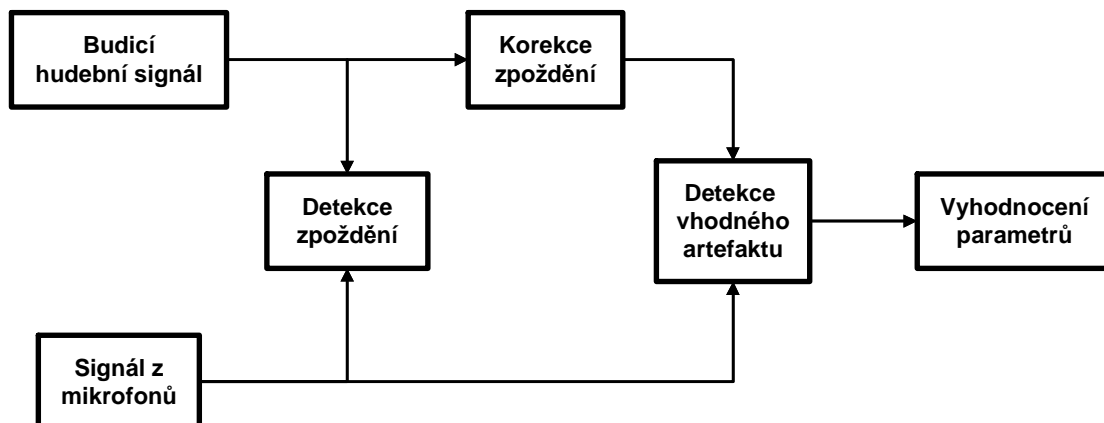 Budicí
hudební signál
Korekce
zpoždění
Detekce
zpoždění
Detekce
vhodného
artefaktu
Vyhodnocení
parametrů
Signál z
mikrofonů